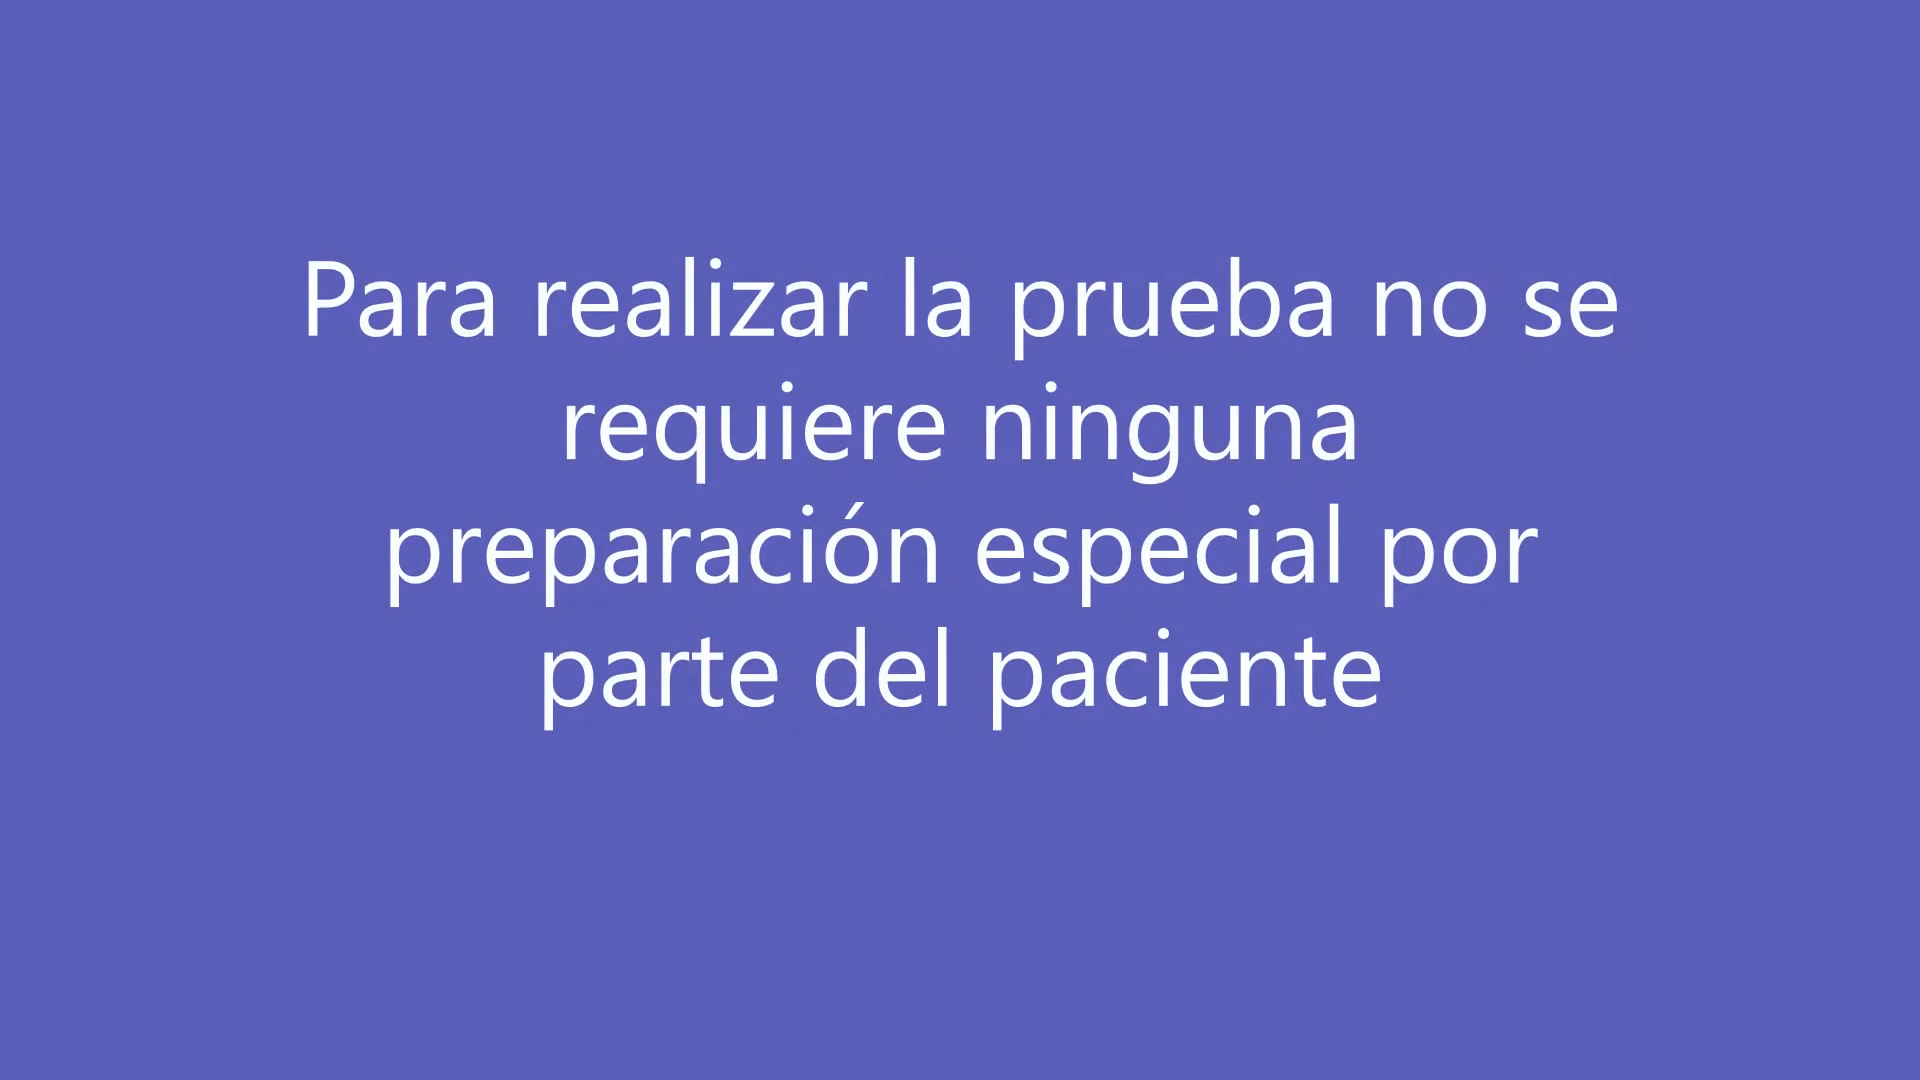 Para realizar la prueba no se
requiere ninguna
preparación especial por
parte del paciente